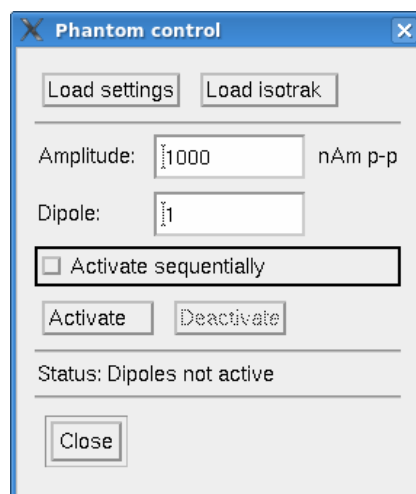 Phantom control
Load settings Load isotrak
Amplitude: 1000 nAm p-p
Dipole: 1
Activate sequentially
Activate Deactivate
Status: Dipoles not active
Close